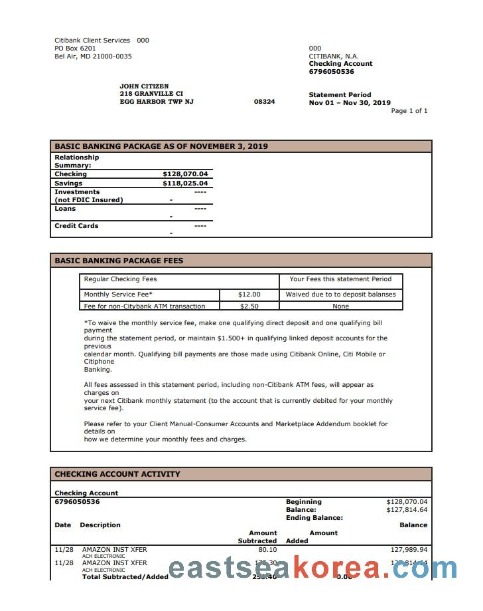 Citibank Client Services 000
PO Box 6201
Bel Air, MD 21000-0035
000
CITIBANK, N.A.
Checking Account
6796050536
JOHN CITIZEN
218 GRANVILLE CI
EGG HARBOR TWP NJ 08324
Statement Period
Nov 01 – Nov 30, 2019
Page 1 of 1
BASIC BANKING PACKAGE AS OF NOVEMBER 3, 2019
Relationship
Summary:
Checking $128,070.04
Savings $118,025.04
Investments ----
(not FDIC Insured) -
Loans ----
-
Credit Cards ----
-
BASIC BANKING PACKAGE FEES
Regular Checking Fees Your Fees this statement Period
Monthly Service Fee* $12.00 Waived due to to deposit balanses
Fee for non-Citybank ATM transaction $2.50 None
*To waive the monthly service fee, make one qualifying direct deposit and one qualifying bill
payment
during the statement period, or maintain $1.500+ in qualifying linked deposit accounts for the
previous
calendar month. Qualifying bill payments are those made using Citibank Online, Citi Mobile or
Citiphone
Banking.
All fees assessed in this statement period, including non-Citibank ATM fees, will appear as
charges on
your next Citibank monthly statement (to the account that is currently debited for your monthly
service fee).
Please refer to your Client Manual-Consumer Accounts and Marketplace Addendum booklet for
details on
how we determine your monthly fees and charges.
CHECKING ACCOUNT ACTIVITY
Checking Account
6796050536 Beginning $128,070.04
Balance: $127,814.64
Ending Balance:
Date Description Balance
Amount Amount
Subtracted Added
11/28 AMAZON INST XFER 80.10 127,989.94
ACH ELECTRONIC
11/28 AMAZON INST XFER
ACH ELECTRONIC
Total Subtracted/Added 0.00
eastseakorea.com